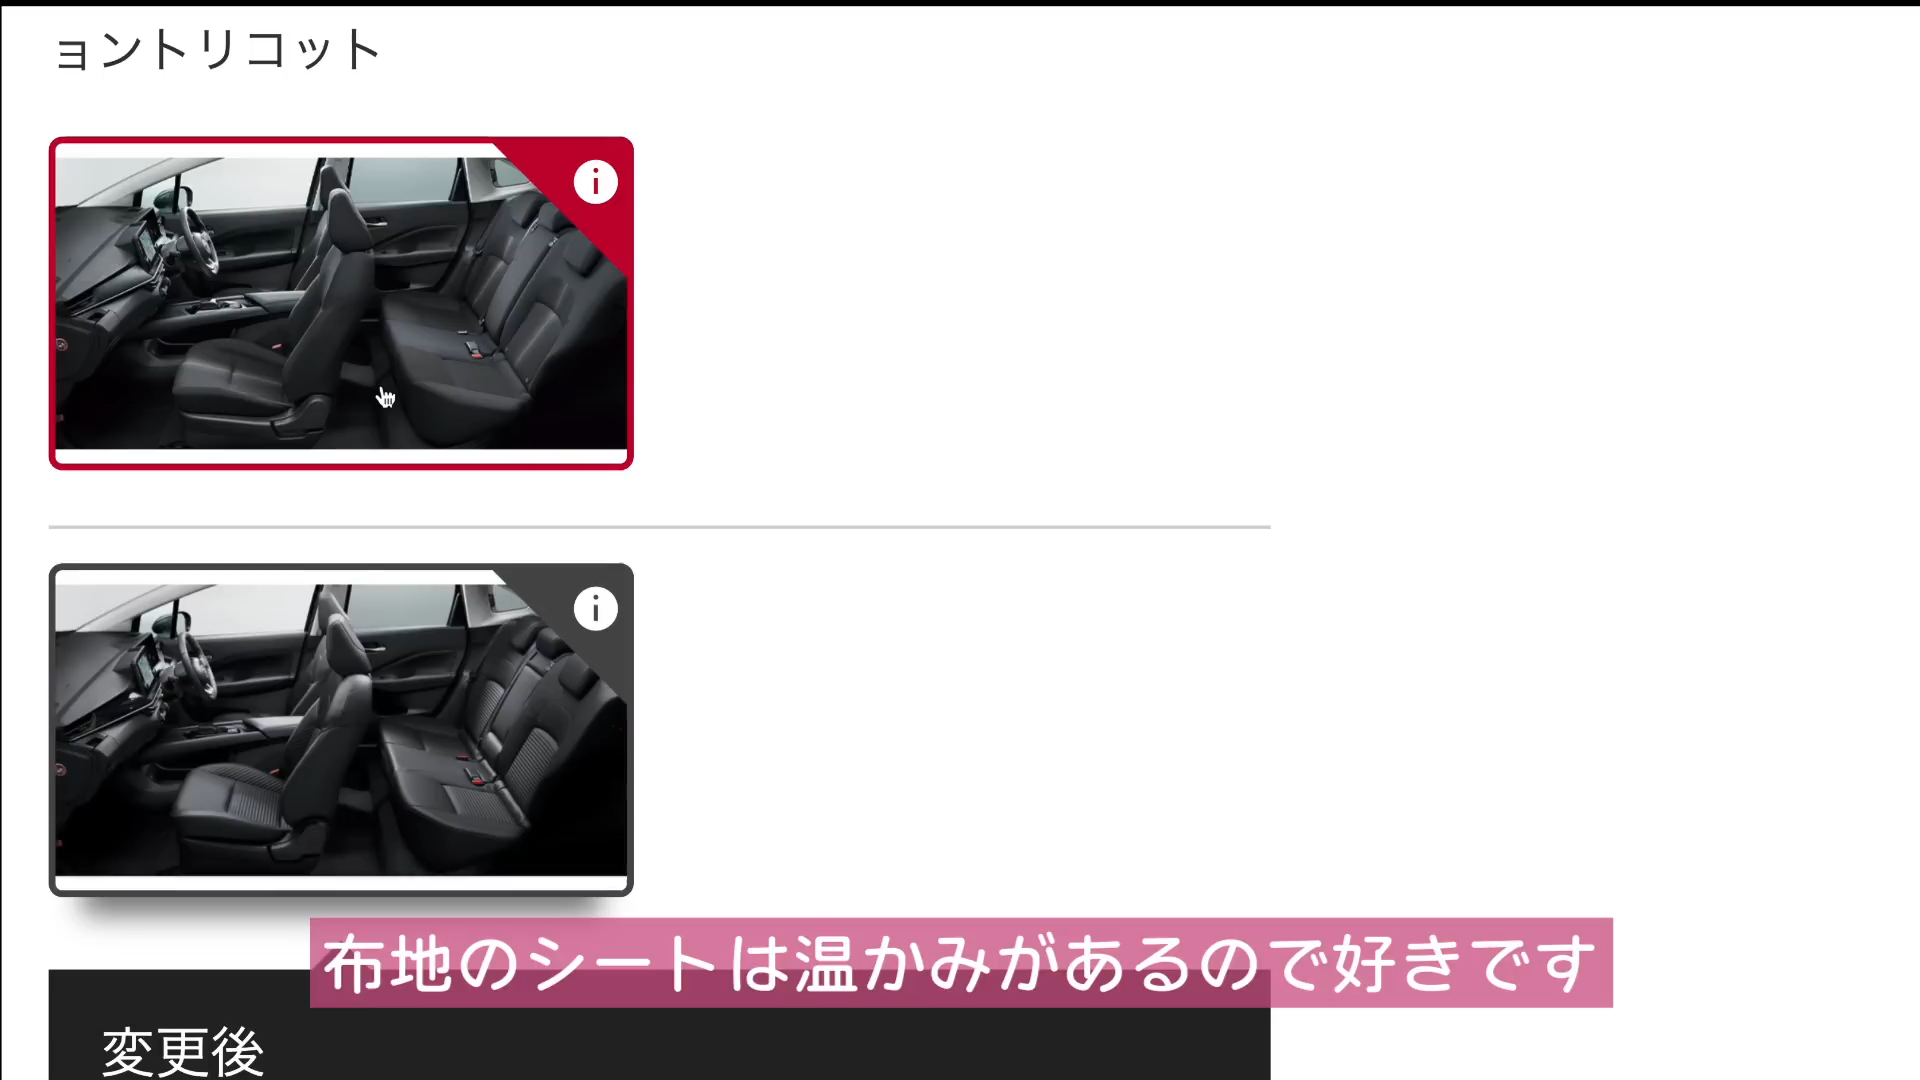 ョントリコット
i
i
布地のシートは温かみがあるので好きです
変更後